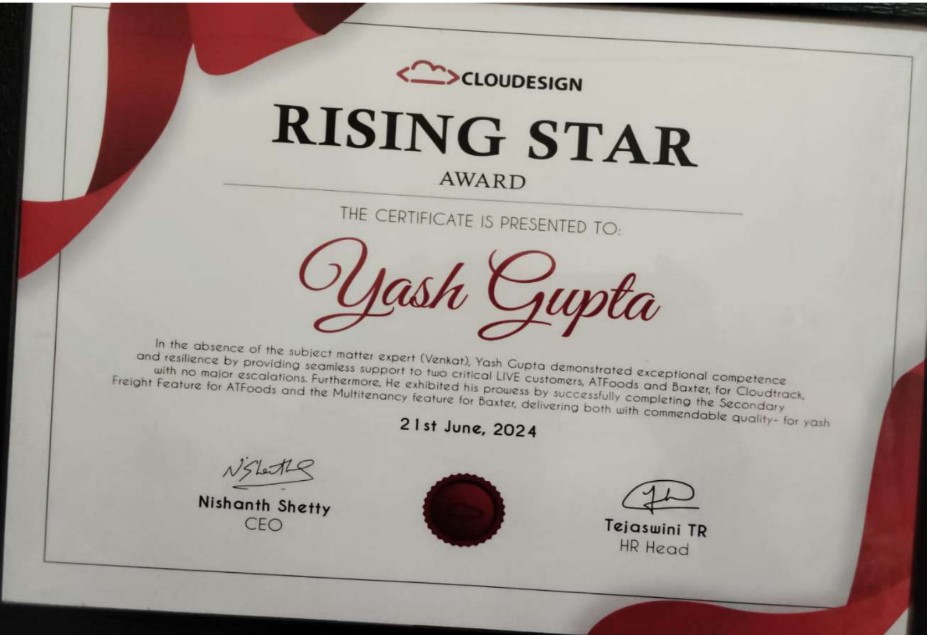 CLOUDESIGN
RISING STAR
AWARD
THE CERTIFICATE IS PRESENTED TO:
Yash Gupta
In the absence of the subject matter expert (Venkat), Yash Gupta demonstrated exceptional competence
and resilience by providing seamless support to two critical LIVE customers, ATFoods and Baxter, for Cloudtrack,
with no major escalations. Furthermore, He exhibited his prowess by successfully completing the Secondary
Freight Feature for ATFoods and the Multitenancy feature for Baxter, delivering both with commendable quality- for yash
21st June, 2024
N'Shetty
Nishanth Shetty
CEO
Tejaswini TR
HR Head